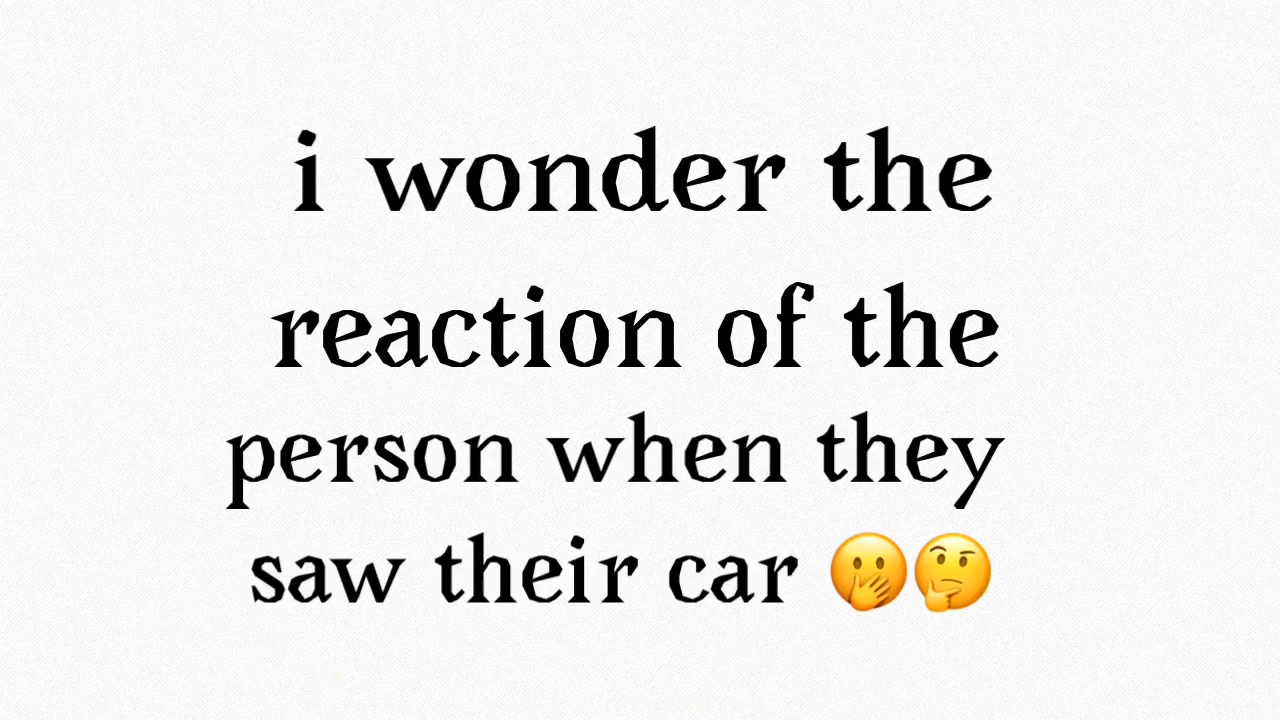 i wonder the
reaction of the
person when they
saw their car 🫢🤔